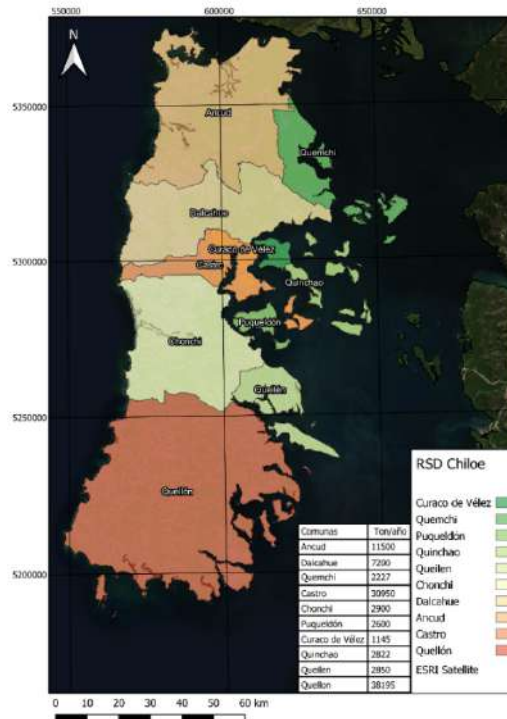 550000 600000 650000
N
5350000
Ancud
Quemchi
Dalcahue
5300000
Curaco de Vélez
Castro
Quinchao
Puqueldón
Chonchi
Queilén
5250000
Quellón
5200000
RSD Chiloe
Curaco de Vélez
Quemchi
Puqueldón
Quinchao
Queilen
Chonchi
Dalcahue
Ancud
Castro
Quellón
ESRI Satellite
Comunas Ton/año
Ancud 11500
Dalcahue 7200
Quemchi 2227
Castro 30950
Chonchi 2900
Puqueldón 2600
Curaco de Vélez 1145
Quinchao 2822
Queilen 2850
Quellon 38195
0 10 20 30 40 50 60 km